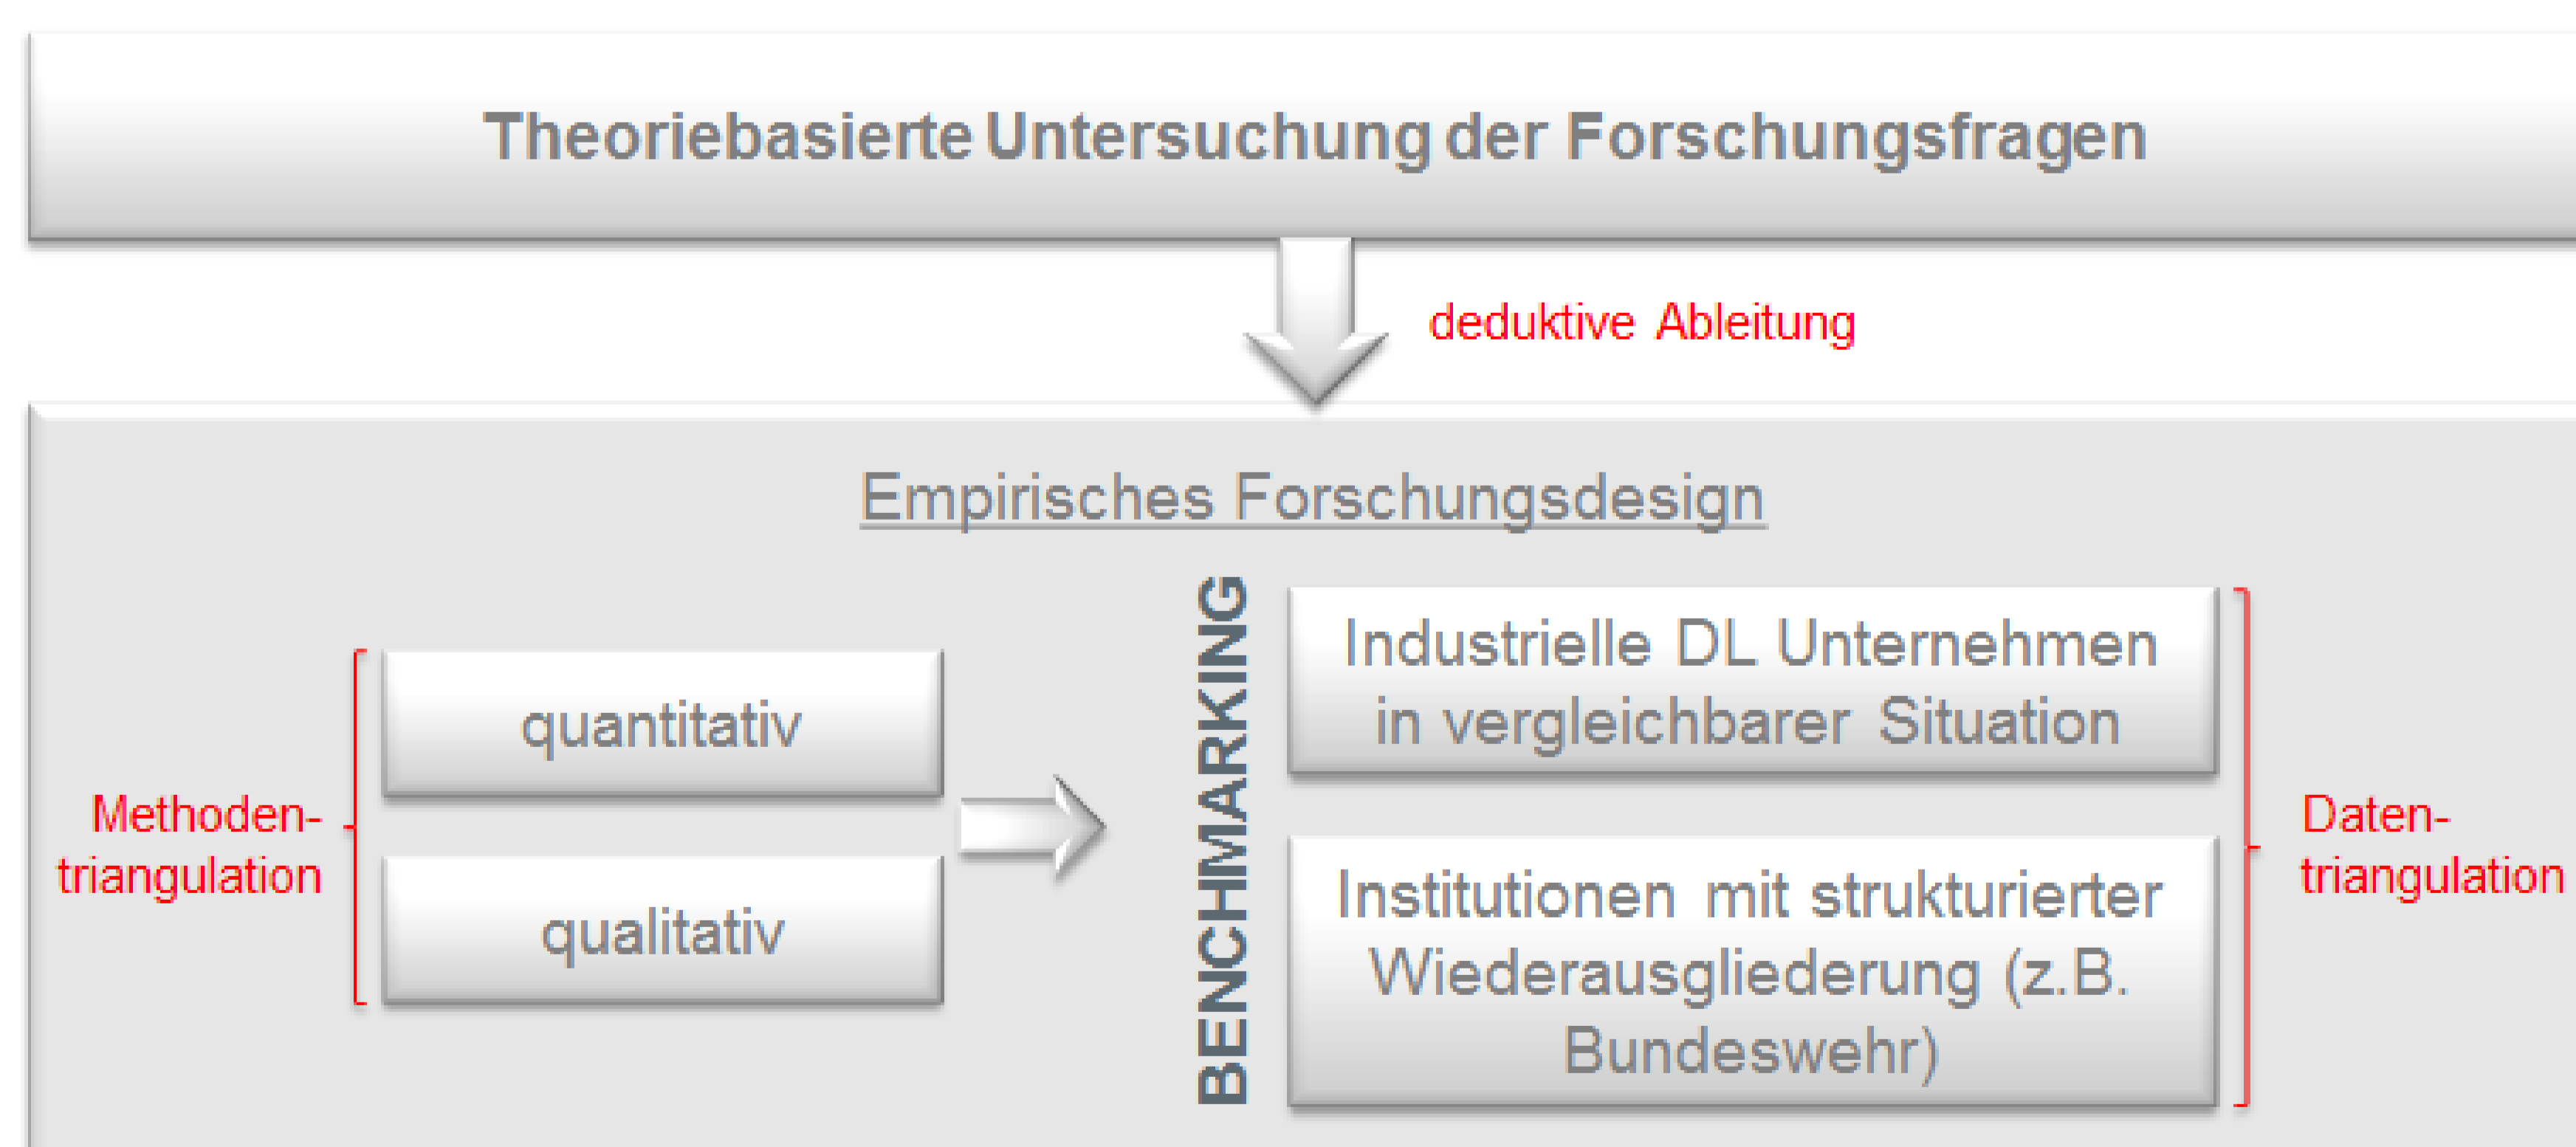 Theoriebasierte Untersuchung der Forschungsfragen
deduktive Ableitung
Empirisches Forschungsdesign
Methoden-
triangulation
quantitativ
qualitativ
BENCHMARKING
Industrielle DL Unternehmen
in vergleichbarer Situation
Institutionen mit strukturierter
Wiederausgliederung (z.B.
Bundeswehr)
Daten-
triangulation